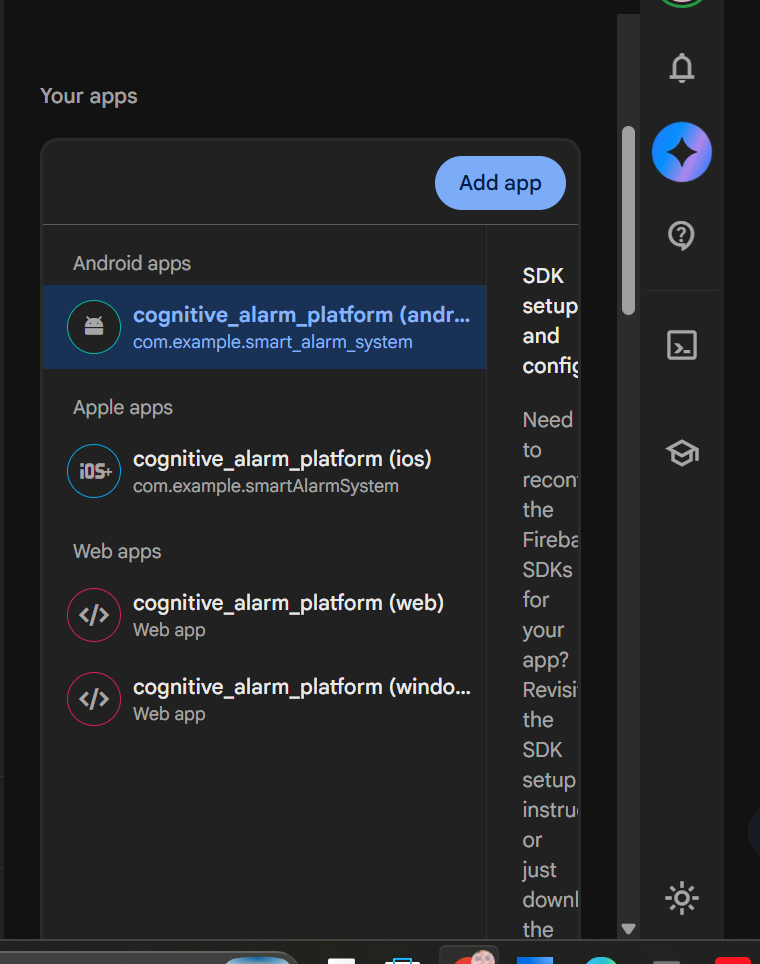 Your apps
Add app
Android apps
cognitive_alarm_platform (andr...
com.example.smart_alarm_system
Apple apps
iOS+
cognitive_alarm_platform (ios)
com.example.smartAlarmSystem
Web apps
cognitive_alarm_platform (web)
Web app
cognitive_alarm_platform (windo...
Web app
SDK
setup
and
config
Need
to
recon
the
Fireba
SDKs
for
your
app?
Revisi
the
SDK
setup
instru
or
just
downl
the